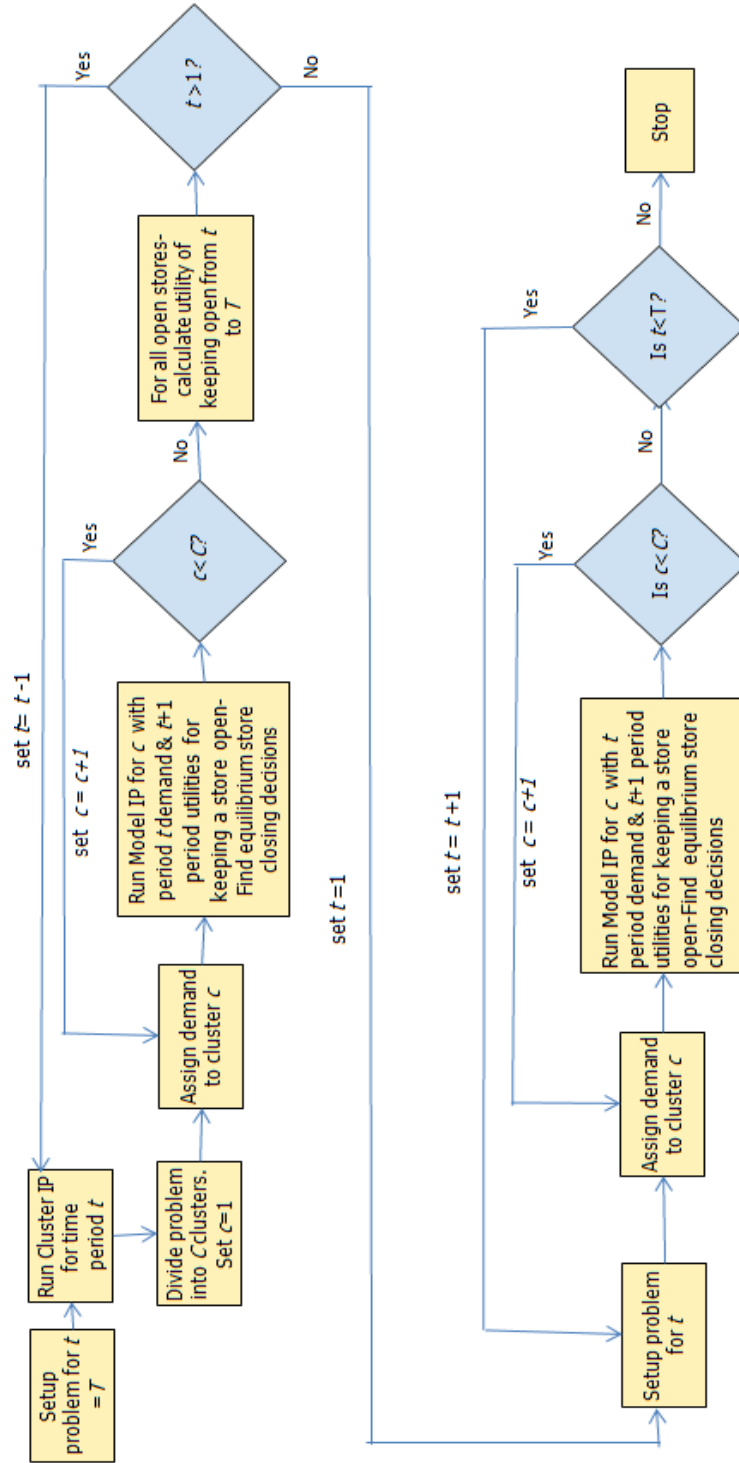 Setup
problem for t
= T
Run Cluster IP
for time
period t
Divide problem
into C clusters.
Set c=1
Assign demand
to cluster c
Run Model IP for c with
period t demand & t+1
period utilities for
keeping a store open-
Find equilibrium store
closing decisions
c< C?
Yes
No
set c= c+1
For all open stores-
calculate utility of
keeping open from t
to T
t >1?
Yes
No
set t= t -1
set t =1
Setup problem
for t
Assign demand
to cluster c
Run Model IP for c with t
period demand & t+1 period
utilities for keeping a store
open-Find equilibrium store
closing decisions
Is c< C?
Yes
No
set c= c+1
Is t<T?
Yes
No
set t = t +1
Stop